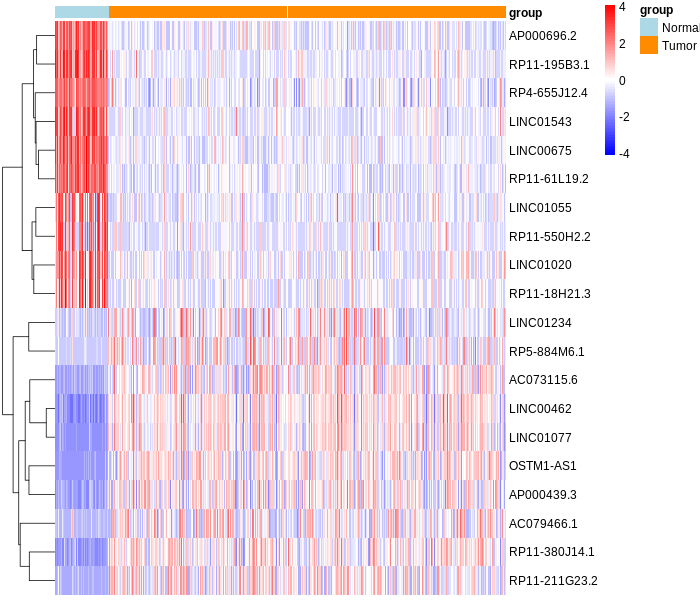 group
AP000696.2
RP11-195B3.1
RP4-655J12.4
LINC01543
LINC00675
RP11-61L19.2
LINC01055
RP11-550H2.2
LINC01020
RP11-18H21.3
LINC01234
RP5-884M6.1
AC073115.6
LINC00462
LINC01077
OSTM1-AS1
AP000439.3
AC079466.1
RP11-380J14.1
RP11-211G23.2
4
2
0
-2
-4
group
Normal
Tumor